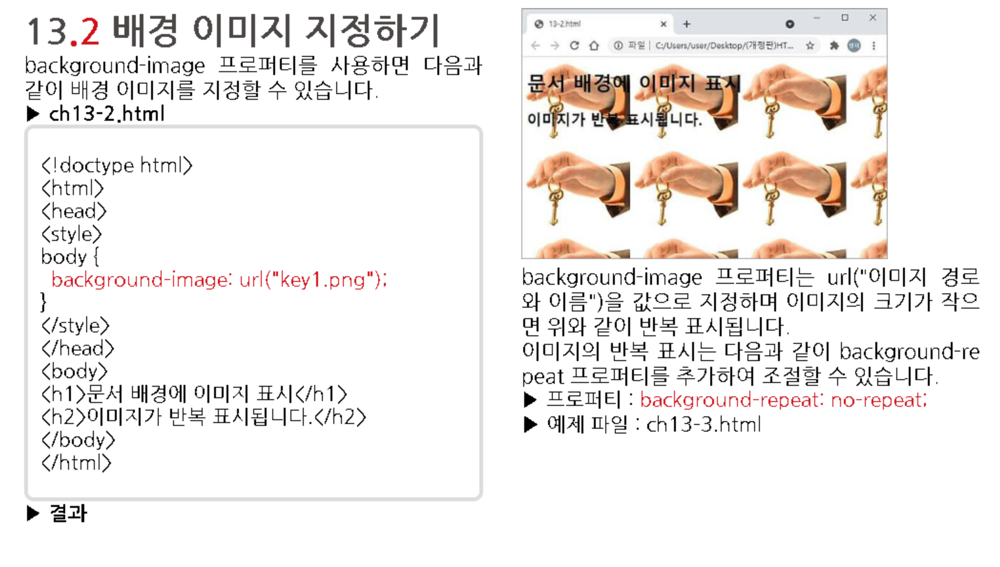 13.2 배경 이미지 지정하기
background-image 프로퍼티를 사용하면 다음과
같이 배경 이미지를 지정할 수 있습니다.
▶ ch13-2.html
<!doctype html>
<html>
<head>
<style>
body {
background-image: url("key1.png");
}
</style>
</head>
<body>
<h1>문서 배경에 이미지 표시</h1>
<h2>이미지가 반복 표시됩니다.</h2>
</body>
</html>
▶ 결과
13-2.html
파일 | C:/Users/user/Desktop/(개정판)HT...
문서 배경에 이미지 표시
이미지가 반복 표시됩니다.
background-image 프로퍼티는 url("이미지 경로
와 이름")을 값으로 지정하며 이미지의 크기가 작으
면 위와 같이 반복 표시됩니다.
이미지의 반복 표시는 다음과 같이 background-re
peat 프로퍼티를 추가하여 조절할 수 있습니다.
▶ 프로퍼티 : background-repeat: no-repeat;
▶ 예제 파일 : ch13-3.html